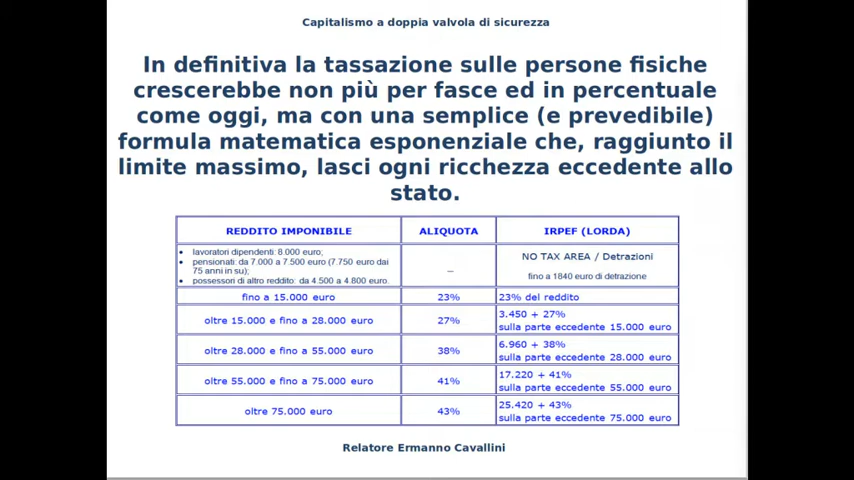 Capitalismo a doppia valvola di sicurezza
In definitiva la tassazione sulle persone fisiche
crescerebbe non più per fasce ed in percentuale
come oggi, ma con una semplice (e prevedibile)
formula matematica esponenziale che, raggiunto il
limite massimo, lasci ogni ricchezza eccedente allo
stato.
REDDITO IMPONIBILE ALIQUOTA IRPEF (LORDA)
• lavoratori dipendenti: 8.000 euro;
• pensionati: da 7.000 a 7.500 euro (7.750 euro dai
75 anni in su);
• possessori di altro reddito: da 4.500 a 4.800 euro.
–
NO TAX AREA / Detrazioni
fino a 1840 euro di detrazione
fino a 15.000 euro 23% 23% del reddito
oltre 15.000 e fino a 28.000 euro 27% 3.450 + 27%
sulla parte eccedente 15.000 euro
oltre 28.000 e fino a 55.000 euro 38% 6.960 + 38%
sulla parte eccedente 28.000 euro
oltre 55.000 e fino a 75.000 euro 41% 17.220 + 41%
sulla parte eccedente 55.000 euro
oltre 75.000 euro 43% 25.420 + 43%
sulla parte eccedente 75.000 euro
Relatore Ermanno Cavallini